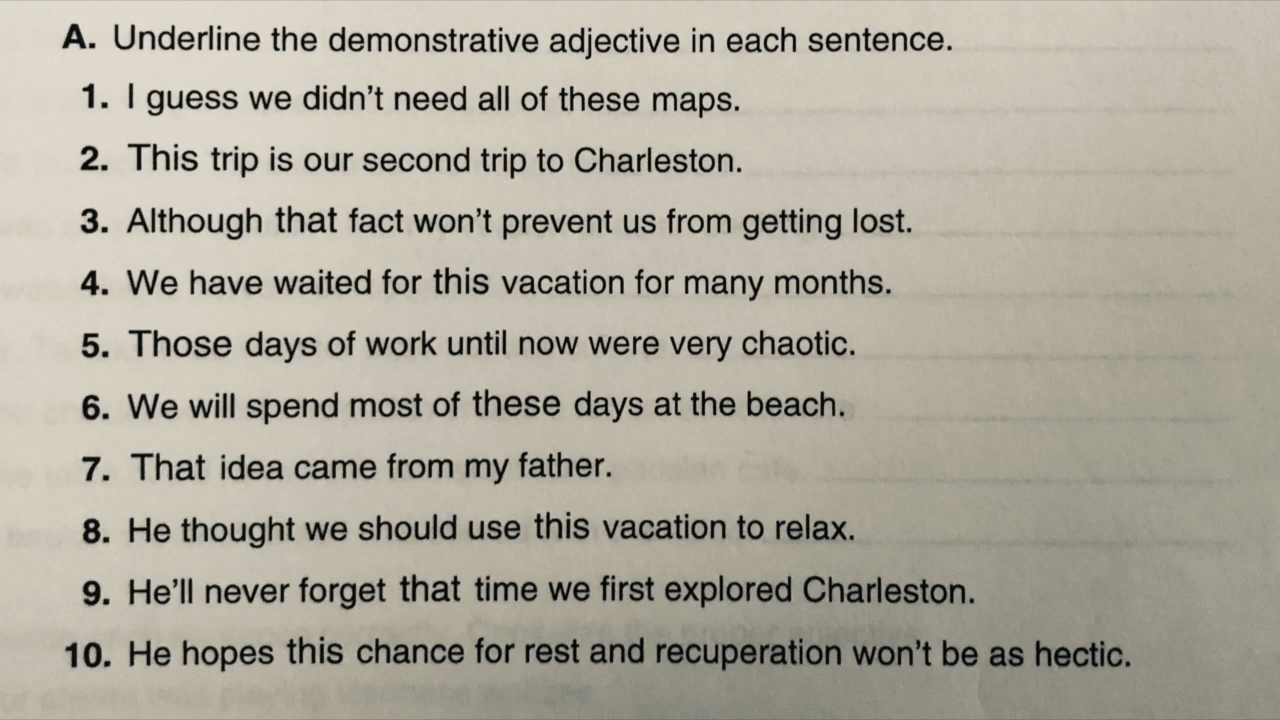 A. Underline the demonstrative adjective in each sentence.
1. I guess we didn't need all of these maps.
2. This trip is our second trip to Charleston.
3. Although that fact won't prevent us from getting lost.
4. We have waited for this vacation for many months.
5. Those days of work until now were very chaotic.
6. We will spend most of these days at the beach.
7. That idea came from my father.
8. He thought we should use this vacation to relax.
9. He'll never forget that time we first explored Charleston.
10. He hopes this chance for rest and recuperation won't be as hectic.